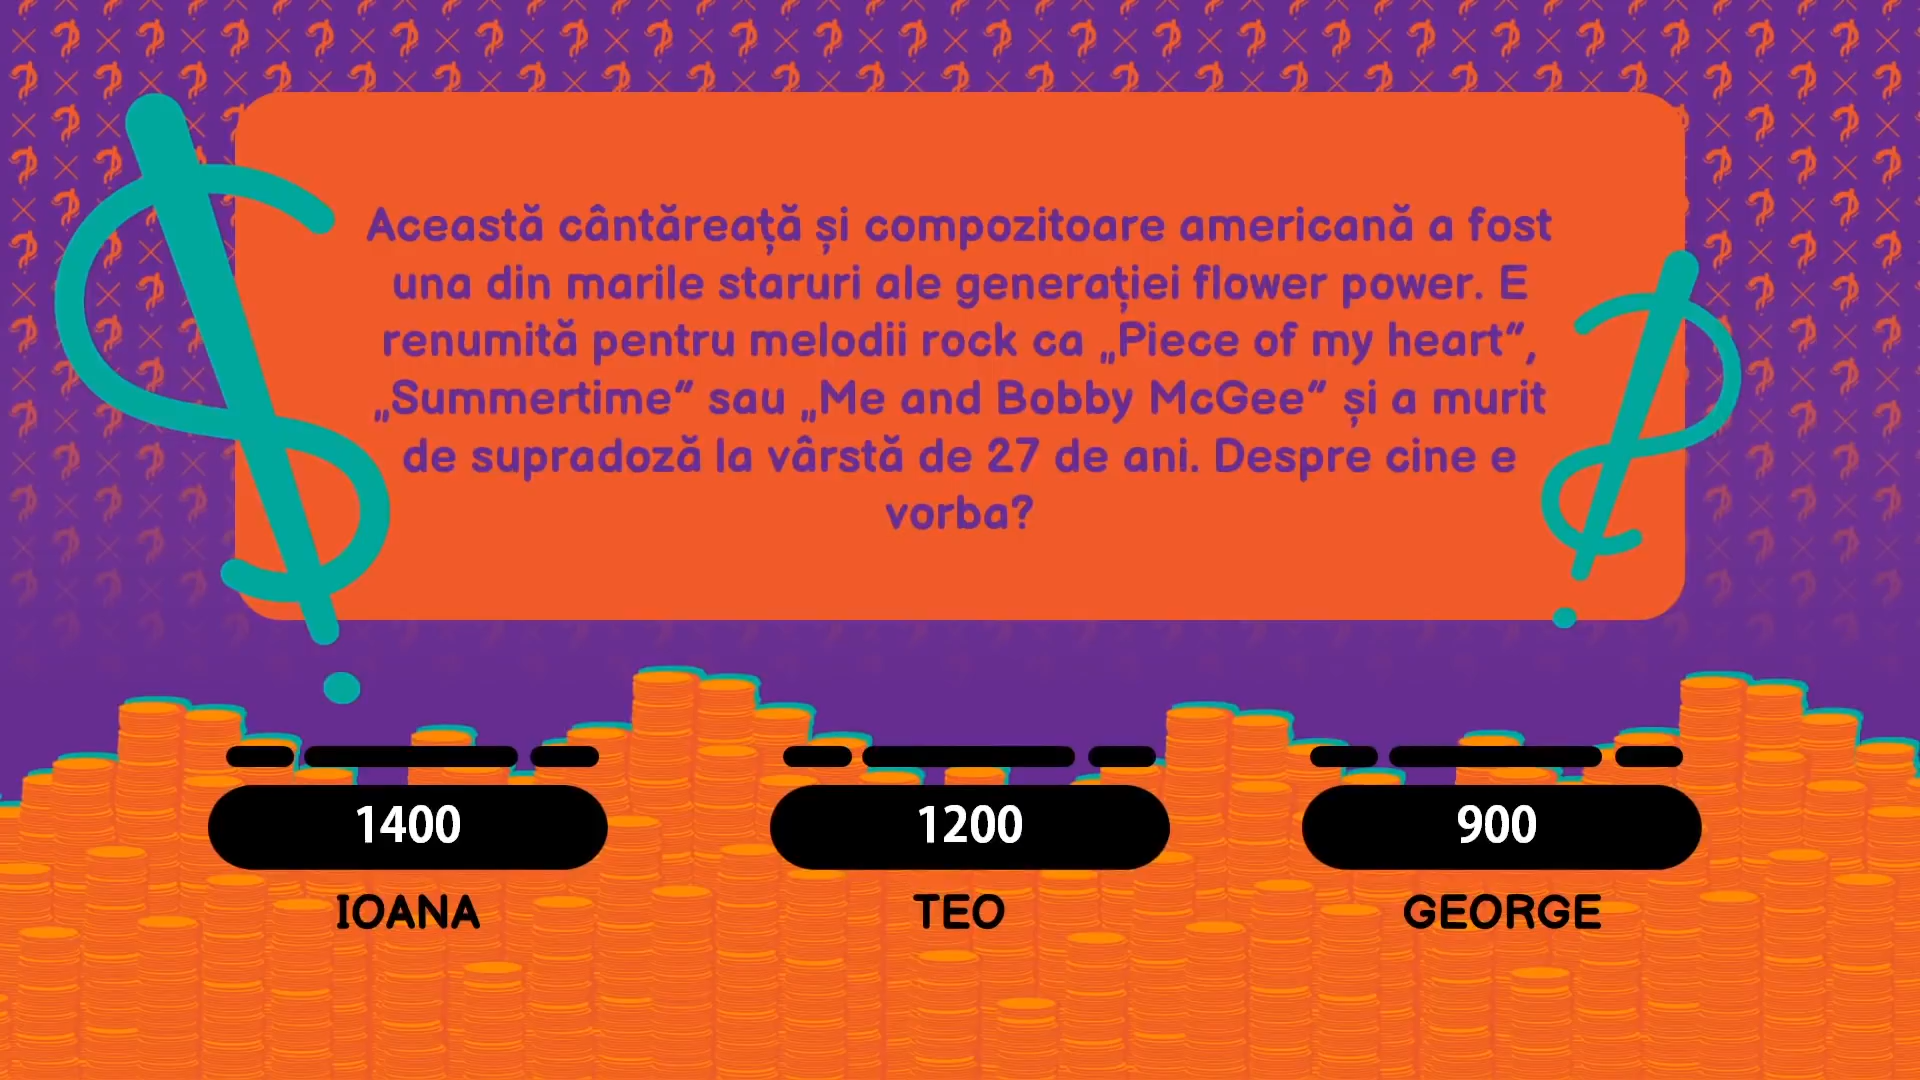 Această cântăreață și compozitoare americană a fost
una din marile staruri ale generației flower power. E
renumită pentru melodii rock ca „Piece of my heart”,
„Summertime” sau „Me and Bobby McGee” și a murit
de supradoză la vârstă de 27 de ani. Despre cine e
vorba?
1400
1200
900
IOANA
TEO
GEORGE